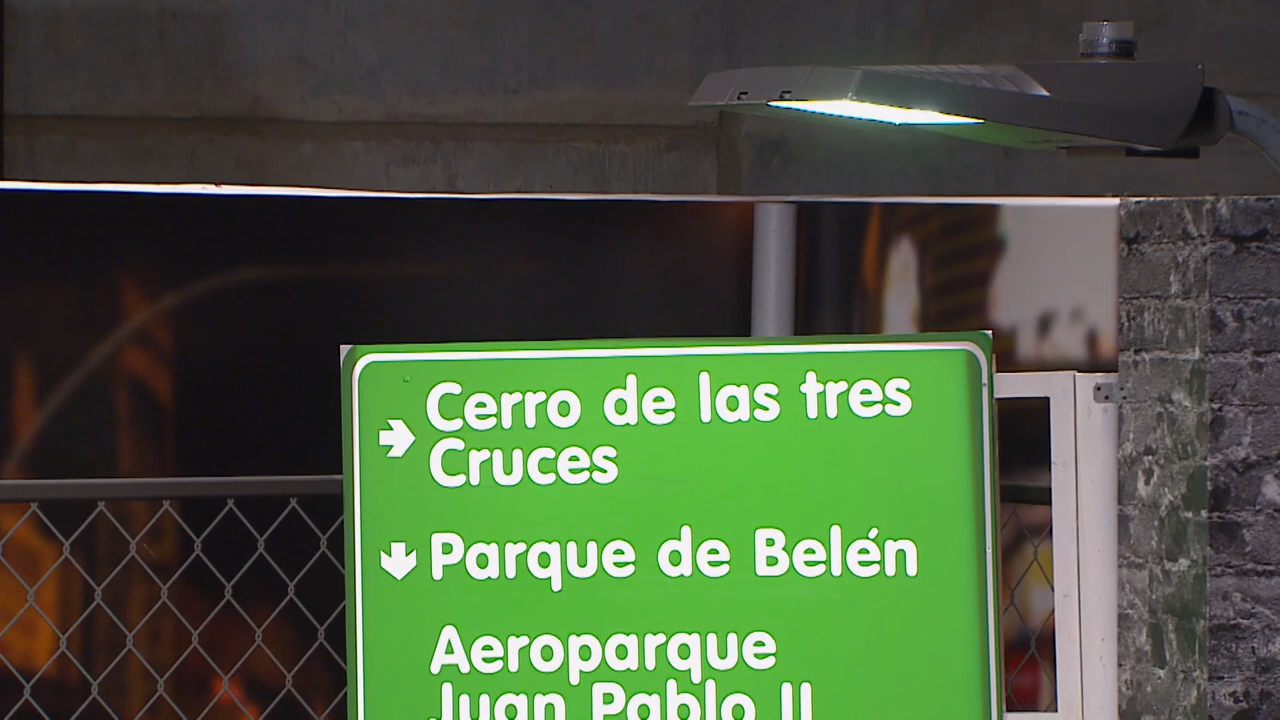 Cerro de las tres
Cruces
Parque de Belén
Aeroparque
Juan Pablo II